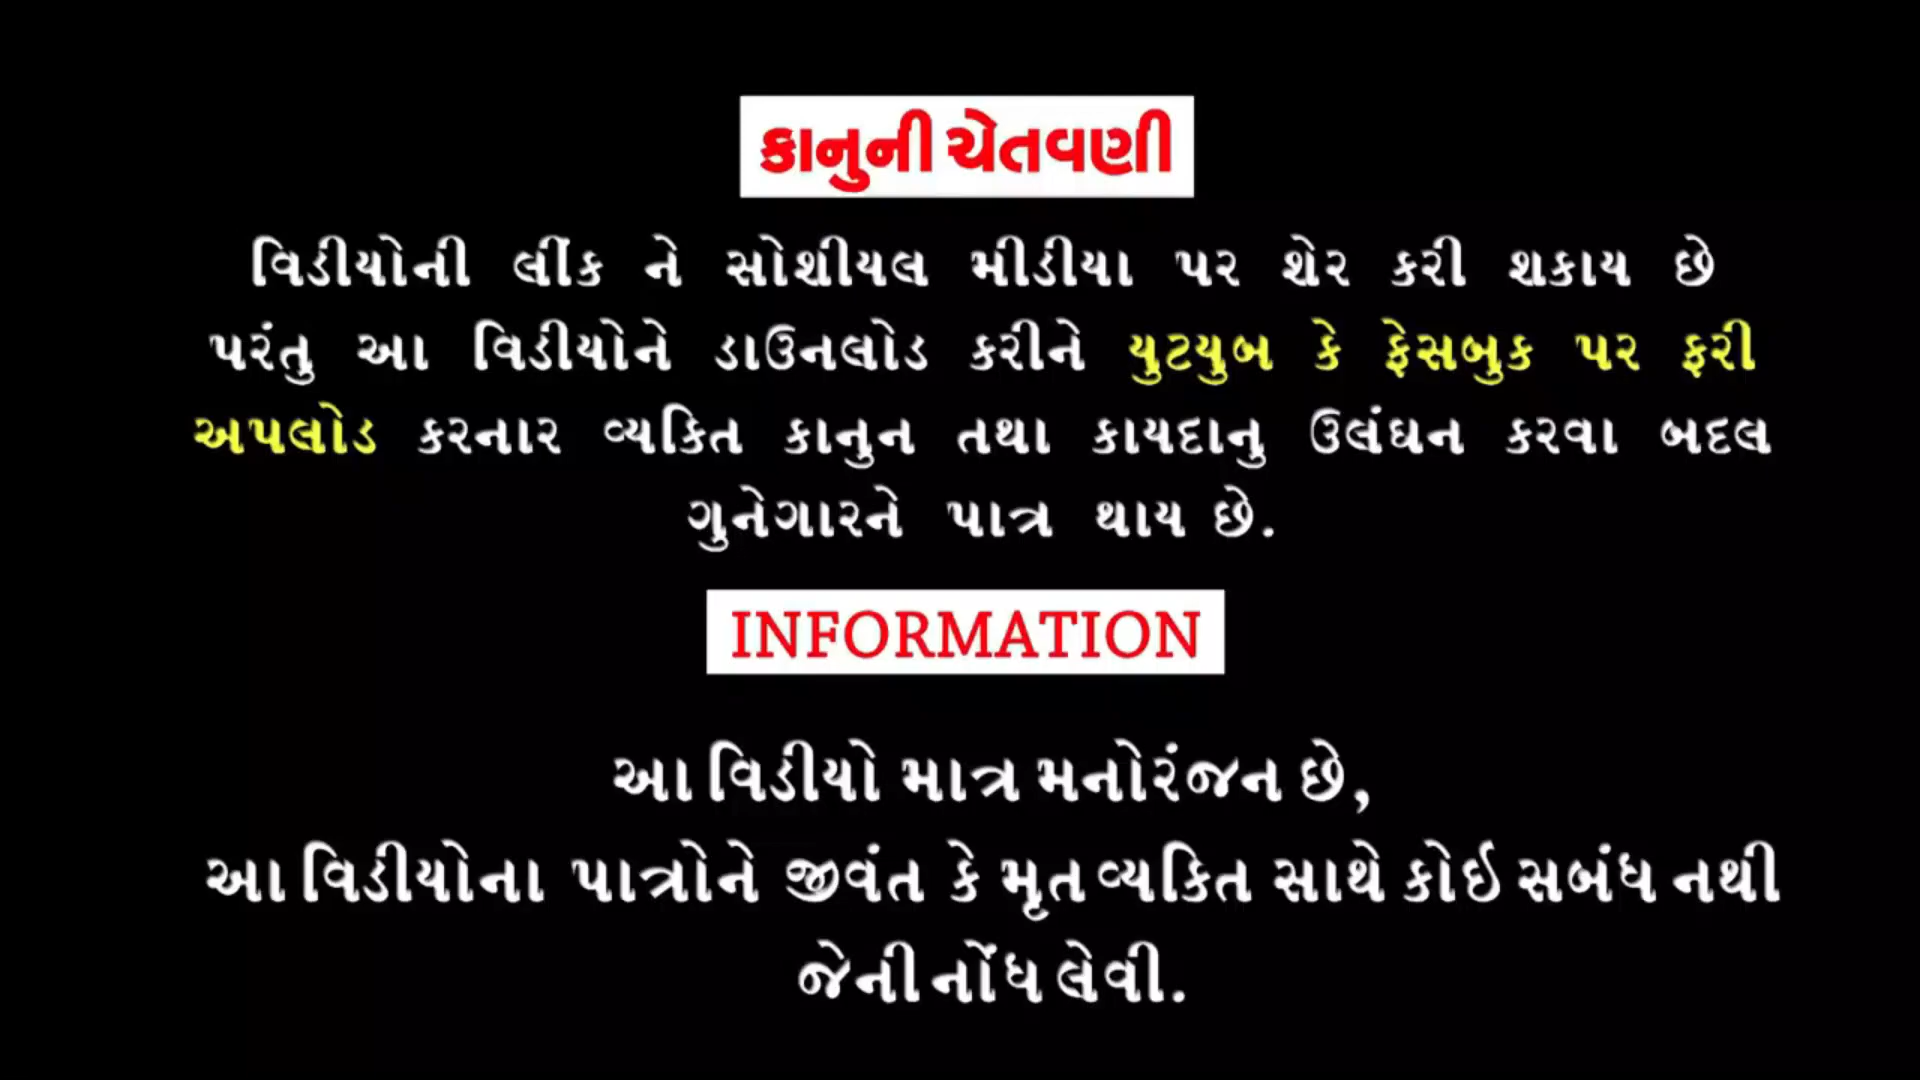 કાનુની ચેતવણી
વિડીયોની લીંક ને સોશીયલ મીડીયા પર શેર કરી શકાય છે
પરંતુ આ વિડીયોને ડાઉનલોડ કરીને યુટયુબ કે ફેસબુક પર ફરી
અપલોડ કરનાર વ્યકિત કાનુન તથા કાયદાનુ ઉલંઘન કરવા બદલ
ગુનેગારને પાત્ર થાય છે.
INFORMATION
આ વિડીયો માત્ર મનોરંજન છે,
આ વિડીયોના પાત્રોને જીવંત કે મૃત વ્યકિત સાથે કોઇ સબંધ નથી
જેની નોંધ લેવી.